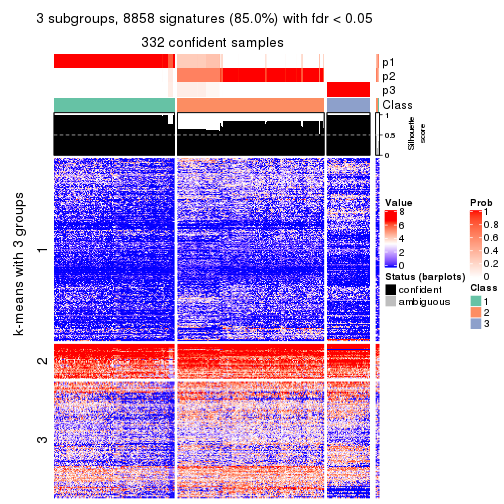 3 subgroups, 8858 signatures (85.0%) with fdr < 0.05
332 confident samples
p1
p2
p3
Class
1
0.5
0
Silhouette
score
k-means with 3 groups
1
2
3
Value
8
6
4
2
0
Status (barplots)
confident
ambiguous
Prob
1
0.8
0.6
0.4
0.2
0
Class
1
2
3